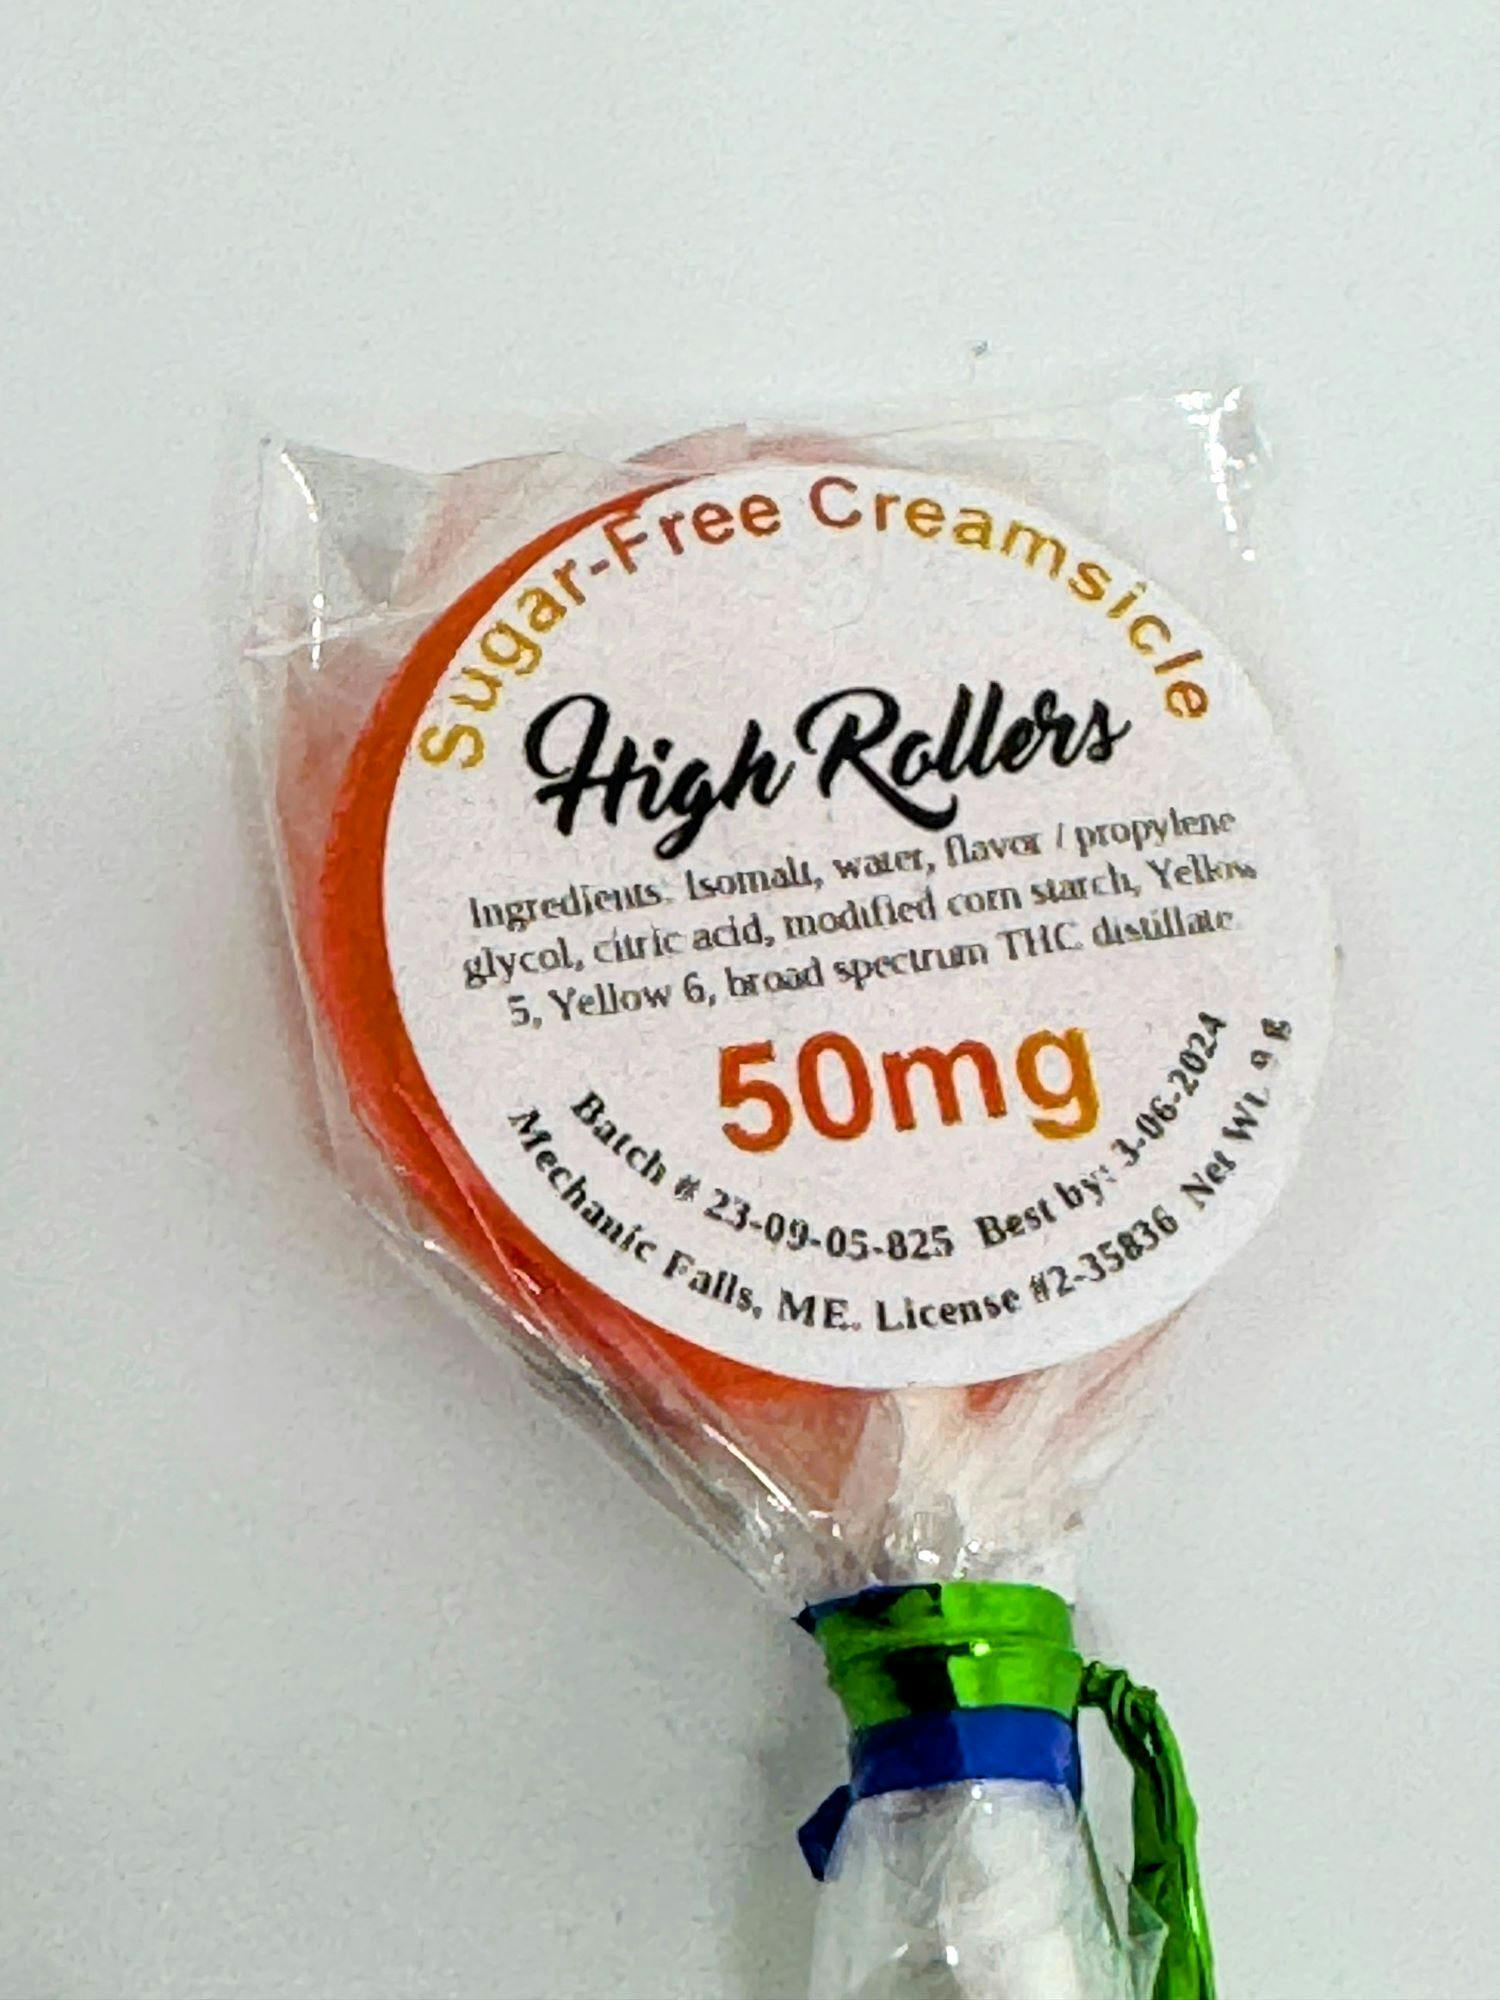 Sugar-Free Creamsicle
High Rollers
Ingredients: Isomalt, water, flavor / propylene
glycol, citric acid, modified corn starch, Yellow
5, Yellow 6, broad spectrum THC distillate
50mg
Batch # 23-09-05-825 Best by: 3-06-2024
Mechanic Falls, ME. License #2-35836 Net Wt. 9 g